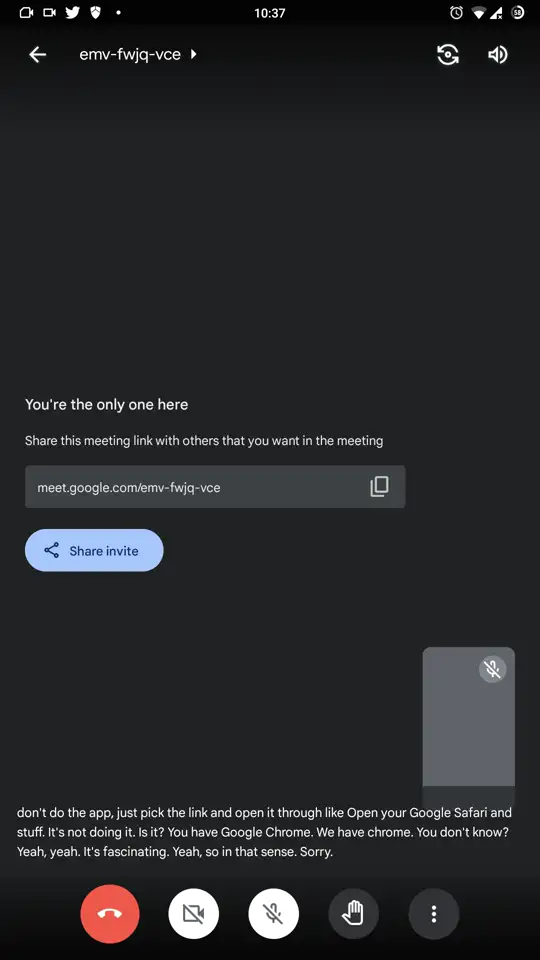 10:37
58
emv-fwjq-vce
You're the only one here
Share this meeting link with others that you want in the meeting
meet.google.com/emv-fwjq-vce
Share invite
don't do the app, just pick the link and open it through like Open your Google Safari and
stuff. It's not doing it. Is it? You have Google Chrome. We have chrome. You don't know?
Yeah, yeah. It's fascinating. Yeah, so in that sense. Sorry.